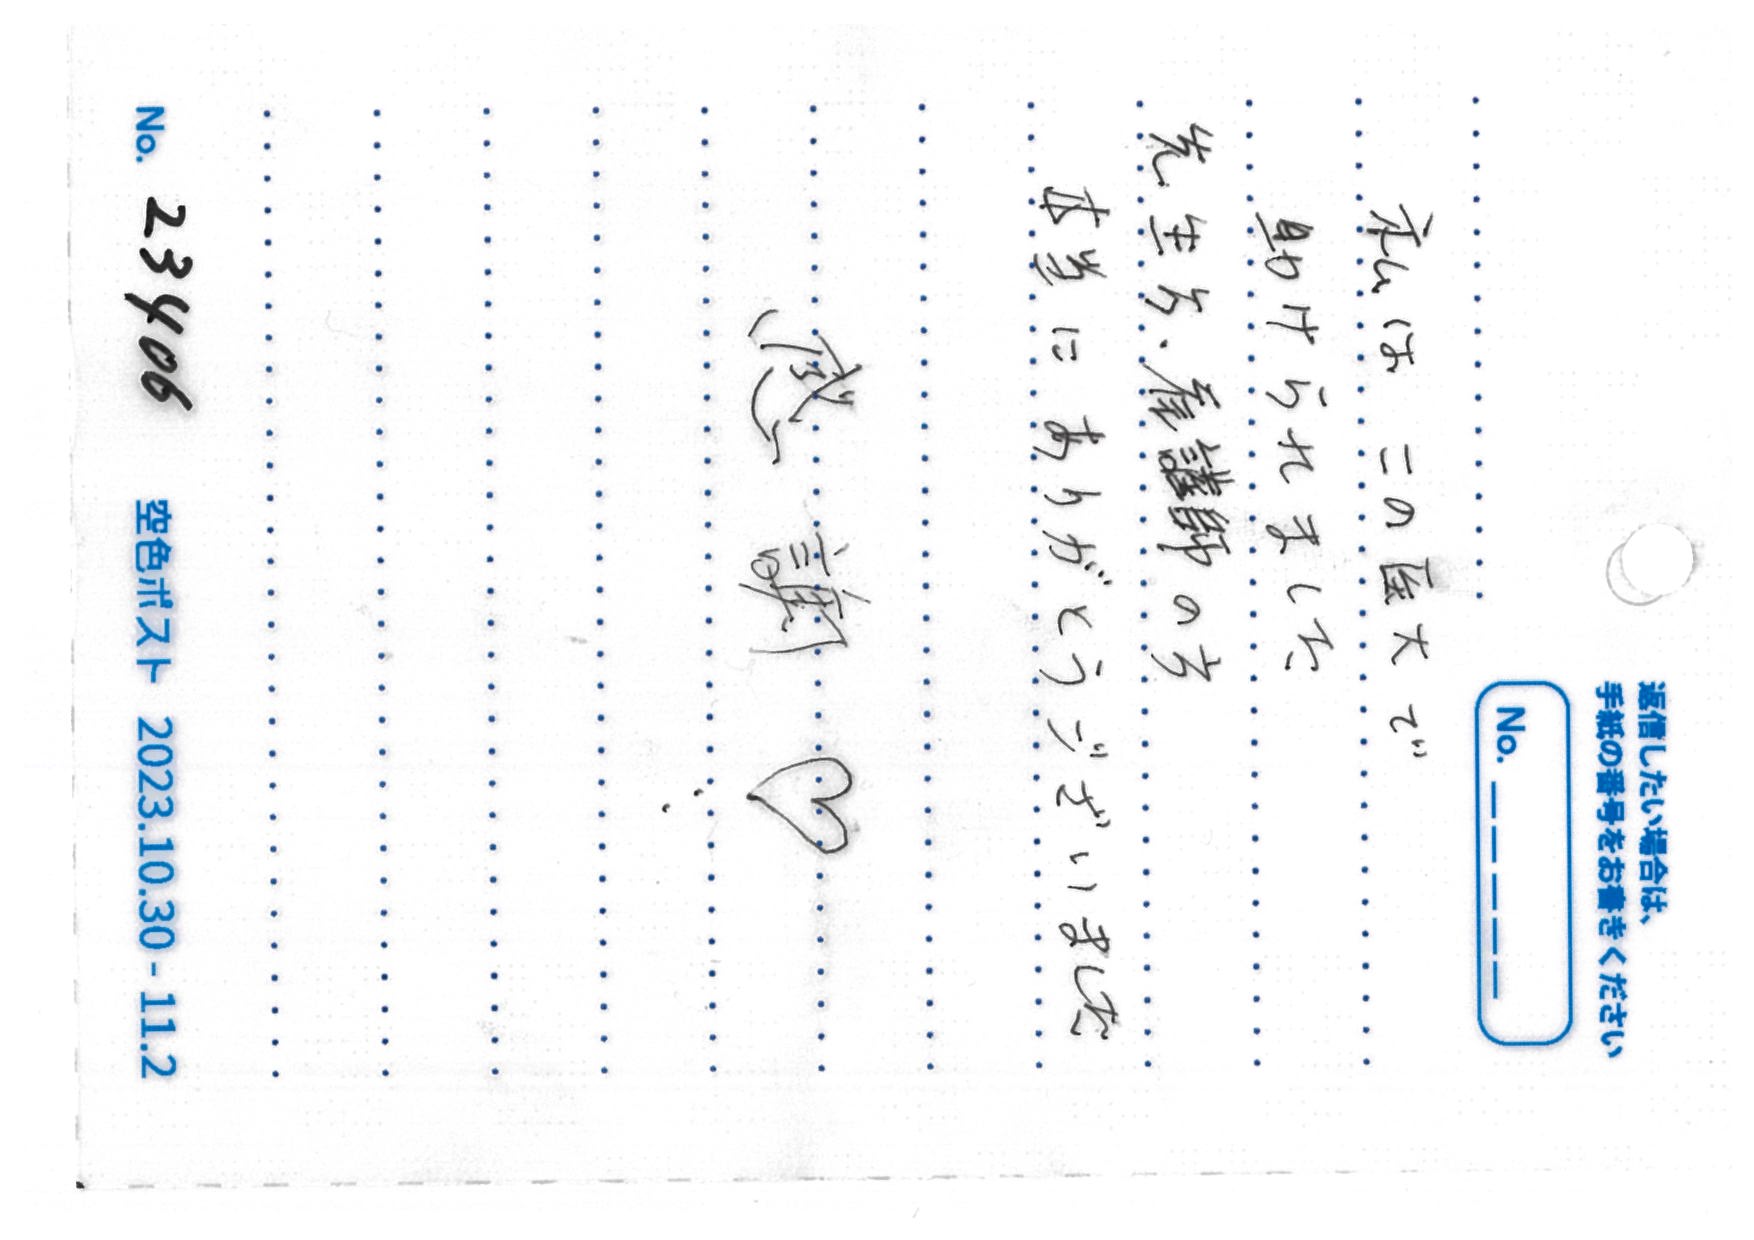 返信したい場合は、
手紙の番号をお書きください
No. _ _ _ _ _
私は この医大で
助けられました
先生方、看護師の方
本当に ありがとうございました
感謝 ♡
No. 23406 空色ポスト 2023.10.30 - 11.2